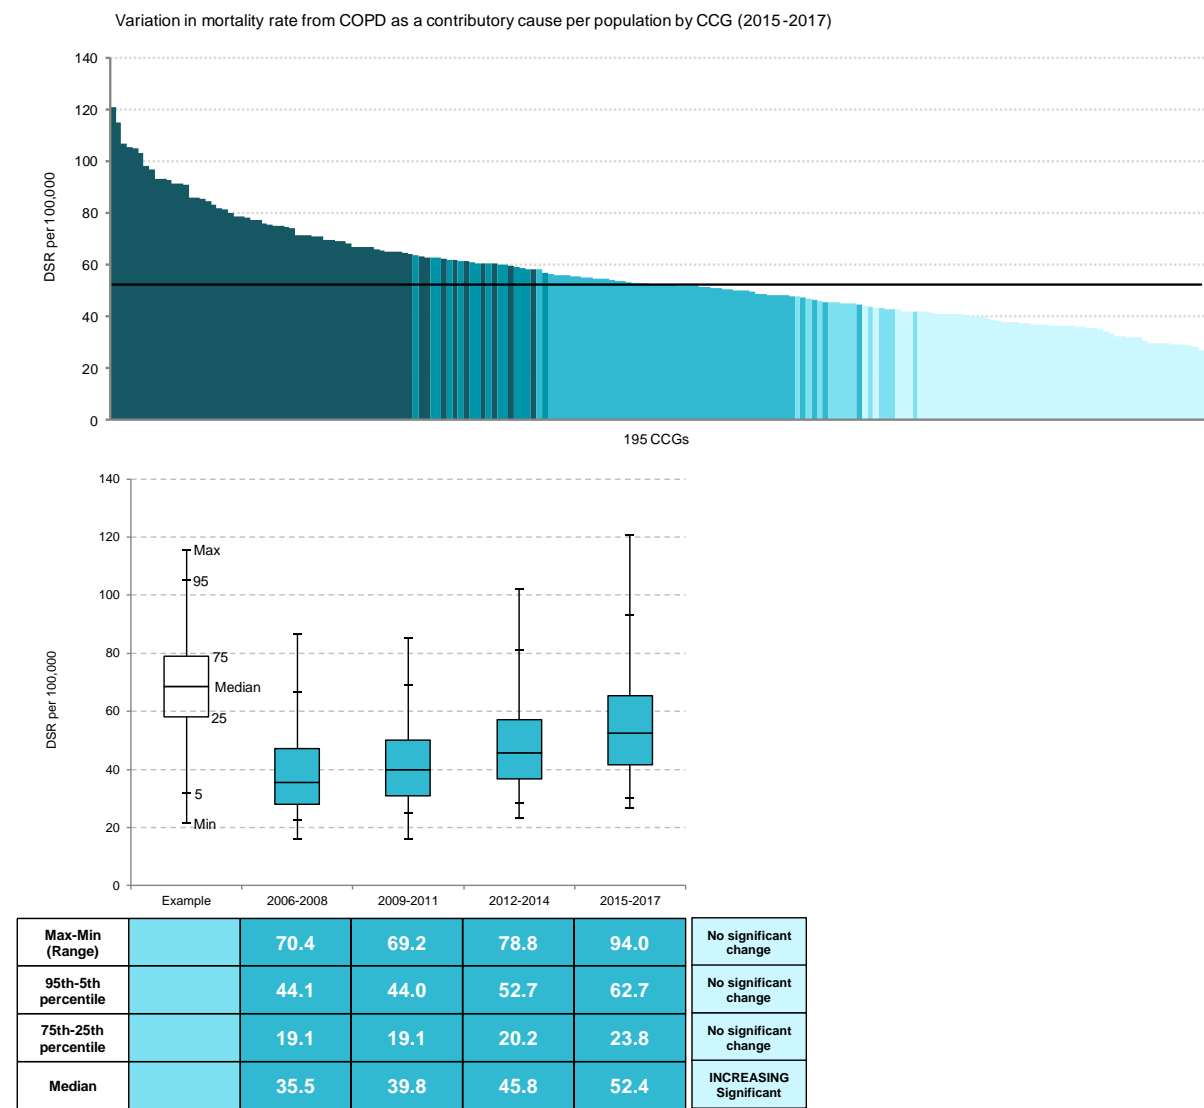 Variation in mortality rate from COPD as a contributory cause per population by CCG (2015-2017)
140
120
100
80
60
40
20
0
DSR per 100,000
195 CCGs
140
120
100
80
60
40
20
0
DSR per 100,000
Max
95
75
Median
25
5
Min
Example 2006-2008 2009-2011 2012-2014 2015-2017
Max-Min
(Range)
70.4 69.2 78.8 94.0
No significant
change
95th-5th
percentile
44.1 44.0 52.7 62.7
No significant
change
75th-25th
percentile
19.1 19.1 20.2 23.8
No significant
change
Median
35.5 39.8 45.8 52.4
INCREASING
Significant